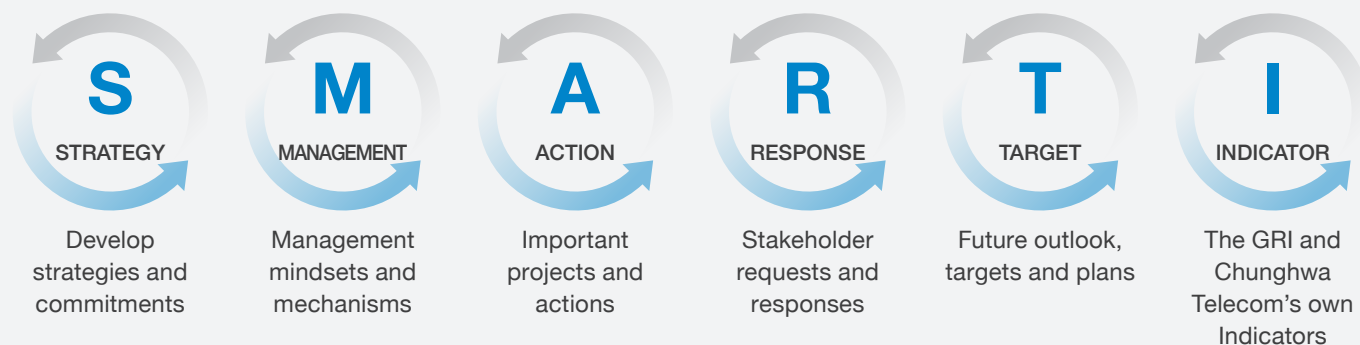 S
STRATEGY
Develop
strategies and
commitments
M
MANAGEMENT
Management
mindsets and
mechanisms
A
ACTION
Important
projects and
actions
R
RESPONSE
Stakeholder
requests and
responses
T
TARGET
Future outlook,
targets and plans
I
INDICATOR
The GRI and
Chunghwa
Telecom’s own
Indicators